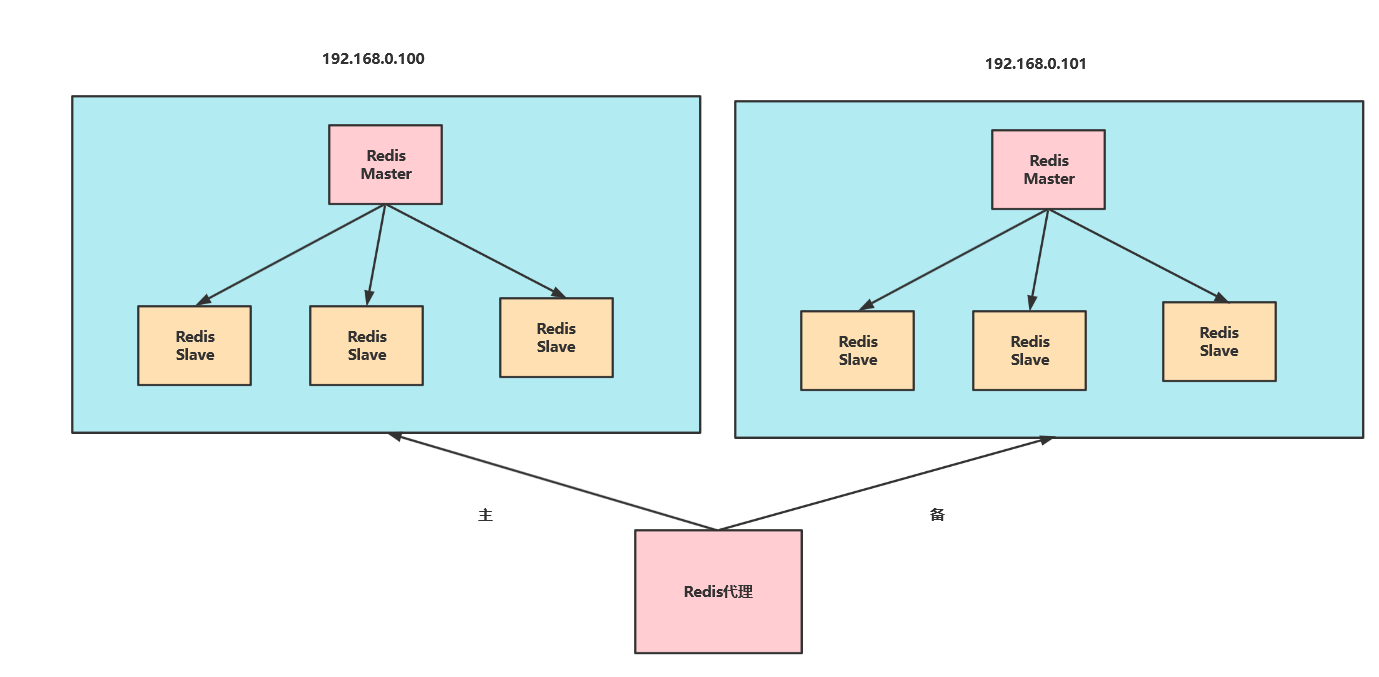 192.168.0.100
192.168.0.101
Redis
Master
Redis
Master
Redis
Slave
Redis
Slave
Redis
Slave
Redis
Slave
Redis
Slave
Redis
Slave
主
备
Redis代理